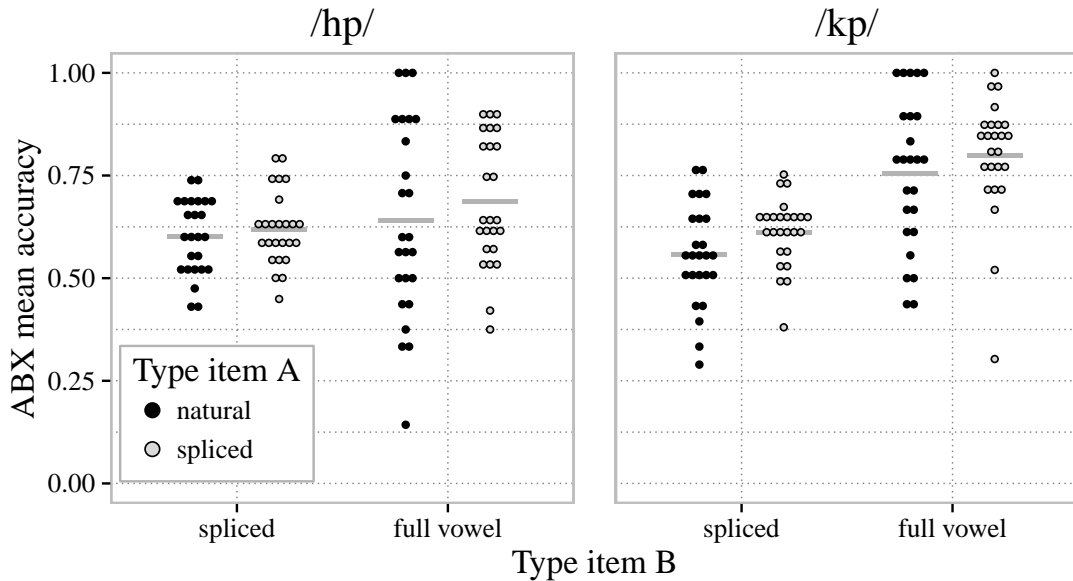 /hp/
/kp/
ABX mean accuracy
1.00
0.75
0.50
0.25
0.00
Type item A
natural
spliced
spliced
full vowel
spliced
full vowel
Type item B